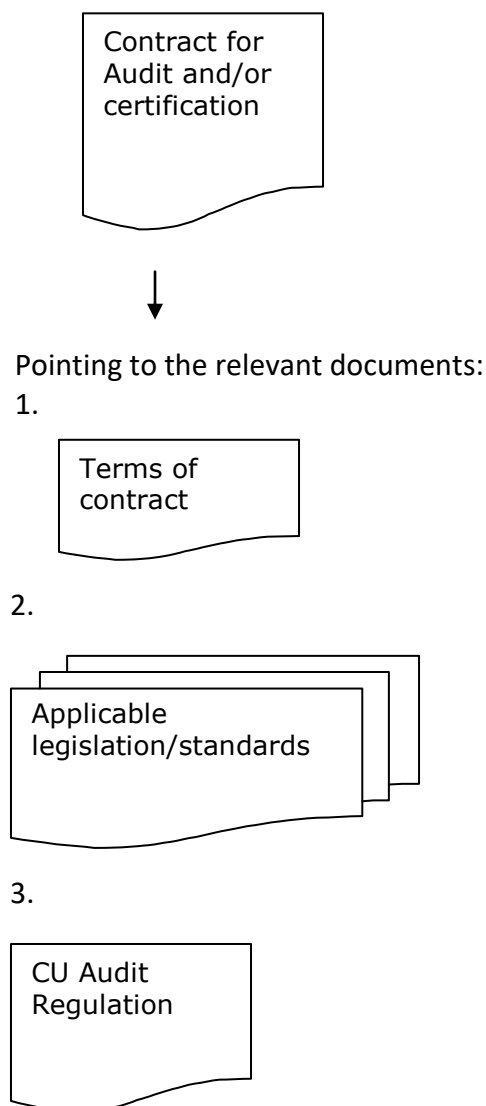 Contract for
Audit and/or
certification
Pointing to the relevant documents:
1.
Terms of
contract
2.
Applicable
legislation/standards
3.
CU Audit
Regulation